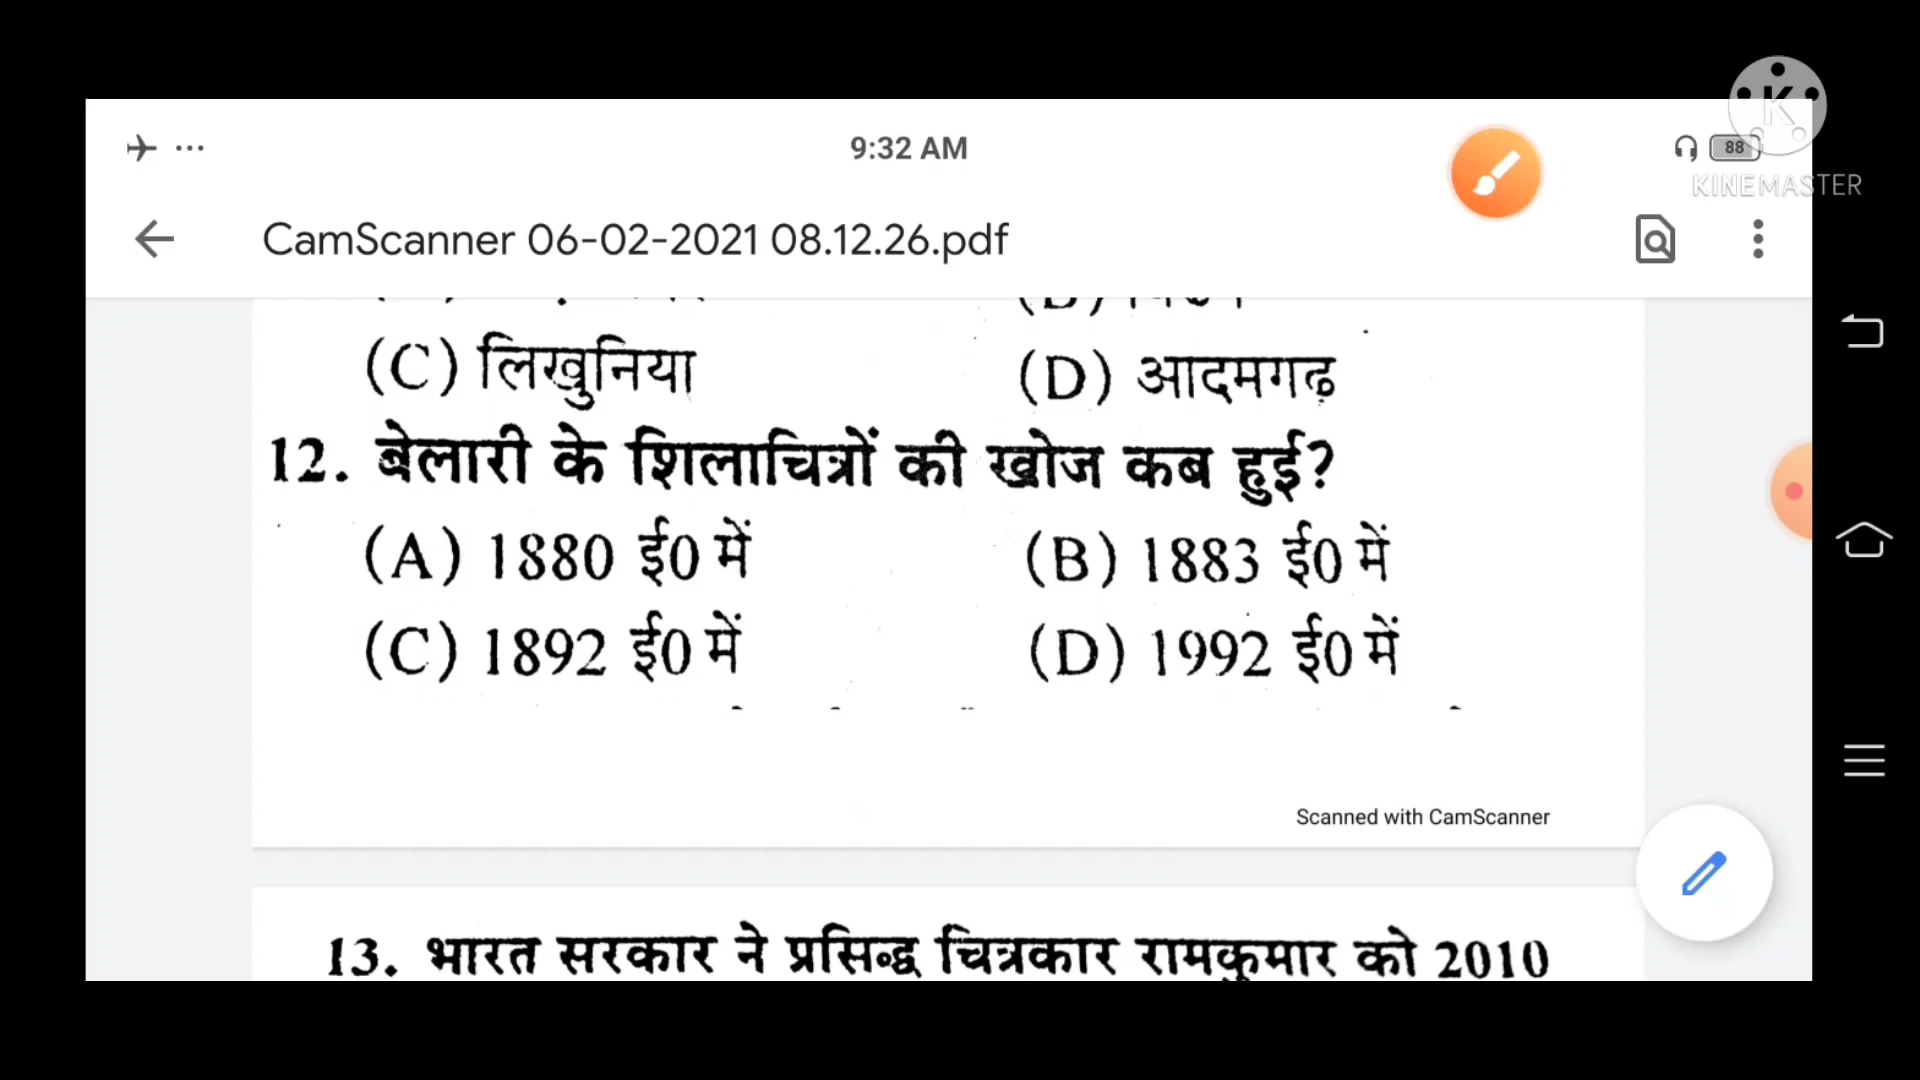 9:32 AM
88
K
KINEMASTER
CamScanner 06-02-2021 08.12.26.pdf
(C) लिखुनिया (D) आदमगढ़
12. बेलारी के शिलाचित्रों की खोज कब हुई?
(A) 1880 ई0 में (B) 1883 ई0 में
(C) 1892 ई0 में (D) 1992 ई0 में
Scanned with CamScanner
13. भारत सरकार ने प्रसिद्ध चित्रकार रामकुमार को 2010